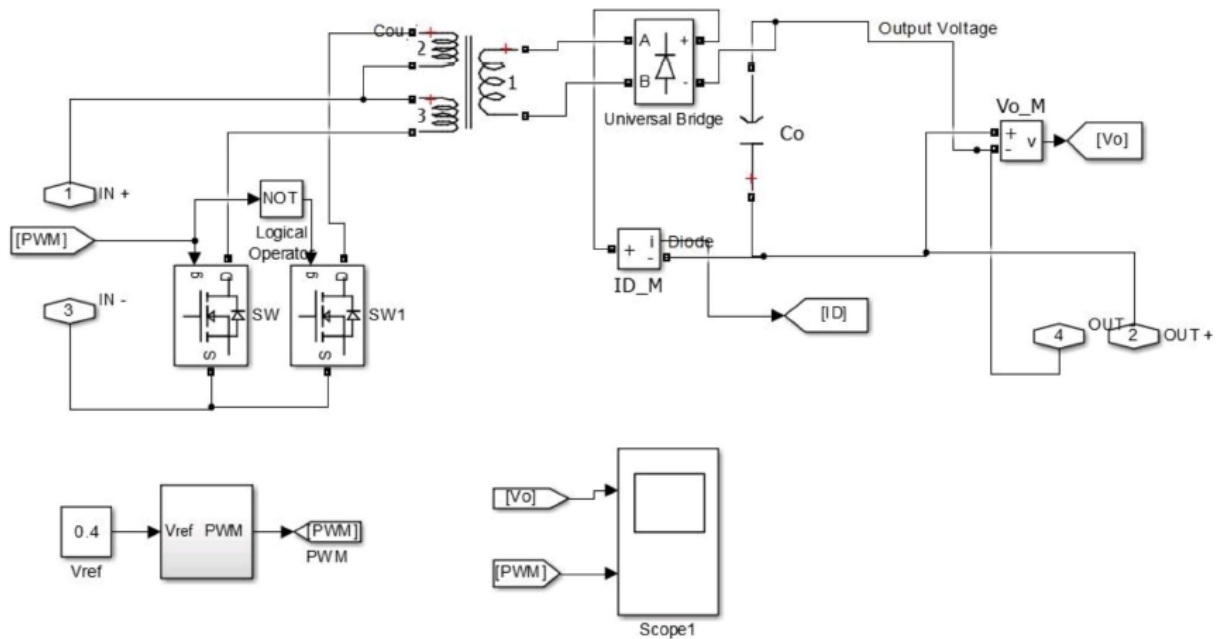 Cou
+
2
+
3
+
1
A
B
+
-
Universal Bridge
Output Voltage
Co
+
Vo_M
+
-
v
[Vo]
1
IN +
[PWM]
NOT
Logical
Operator
3
IN -
g
D
S
SW
g
D
S
SW1
+
i
-
Diode
ID_M
[ID]
4
OUT -
2
OUT +
0.4
Vref
Vref PWM
[PWM]
PWM
[Vo]
[PWM]
Scope1